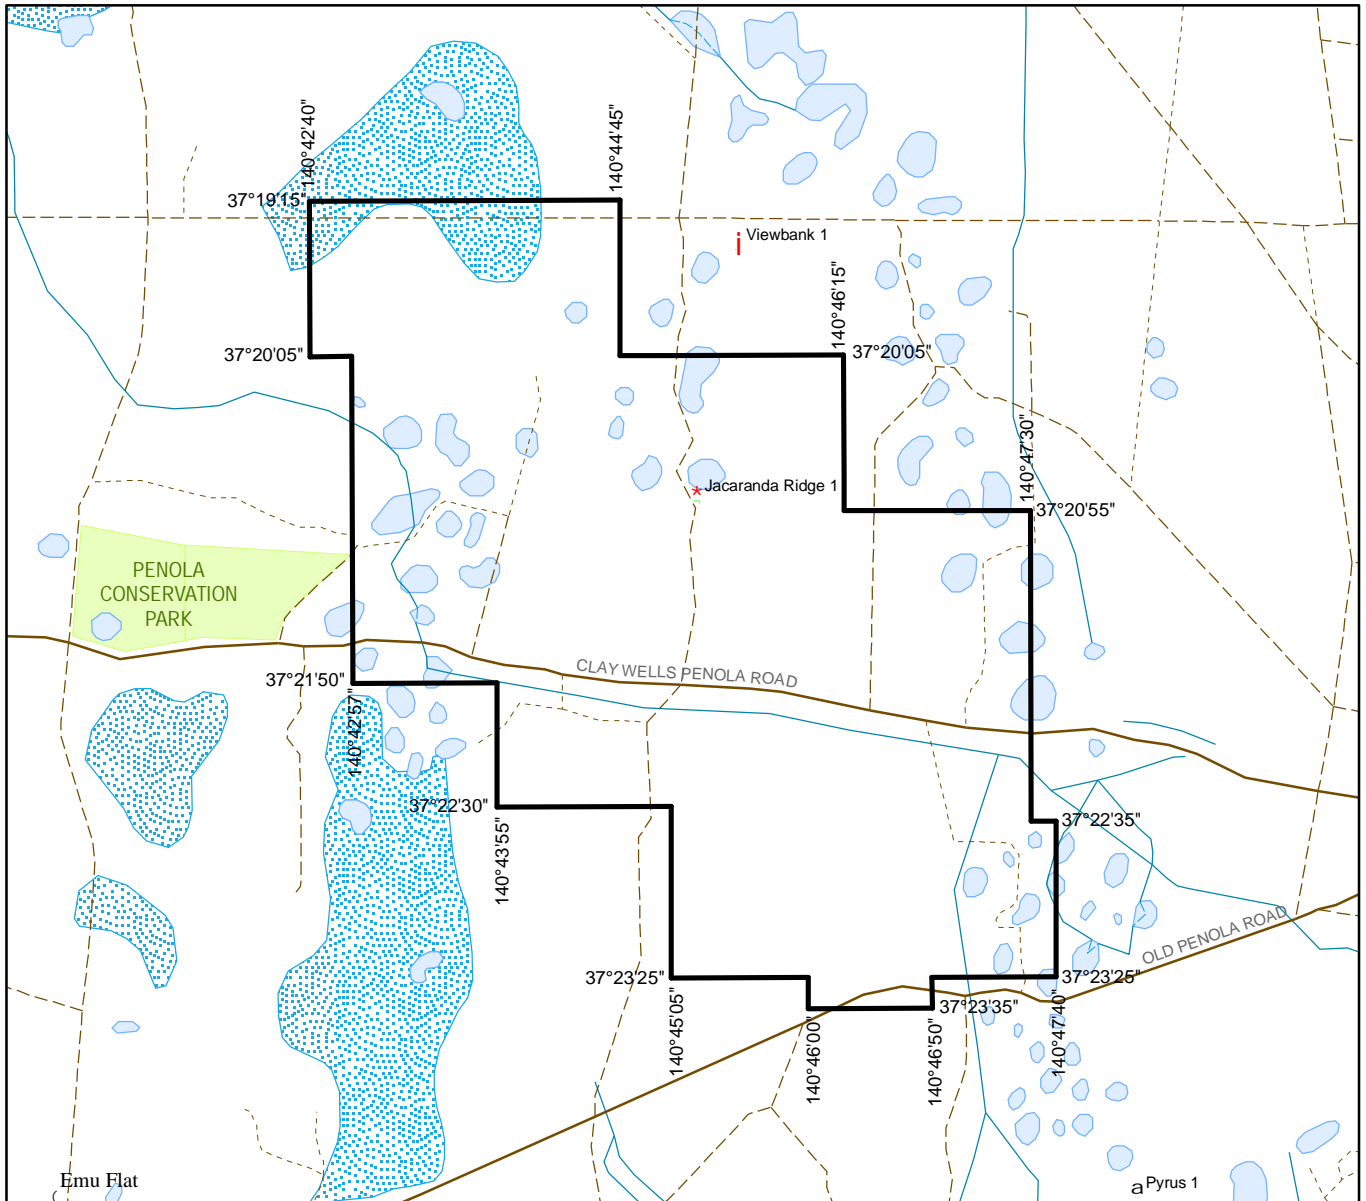 140°42'40"
140°44'45"
37°19'15"
Viewbank 1
140°46'15"
37°20'05"
37°20'05"
140°47'30"
Jacaranda Ridge 1
37°20'55"
PENOLA
CONSERVATION
PARK
CLAY WELLS PENOLA ROAD
37°21'50"
140°42'57"
37°22'30"
37°22'35"
140°43'55"
OLD PENOLA ROAD
37°23'25"
37°23'25"
37°23'35"
140°45'05"
140°46'00"
140°46'50"
140°47'40"
Emu Flat
Pyrus 1